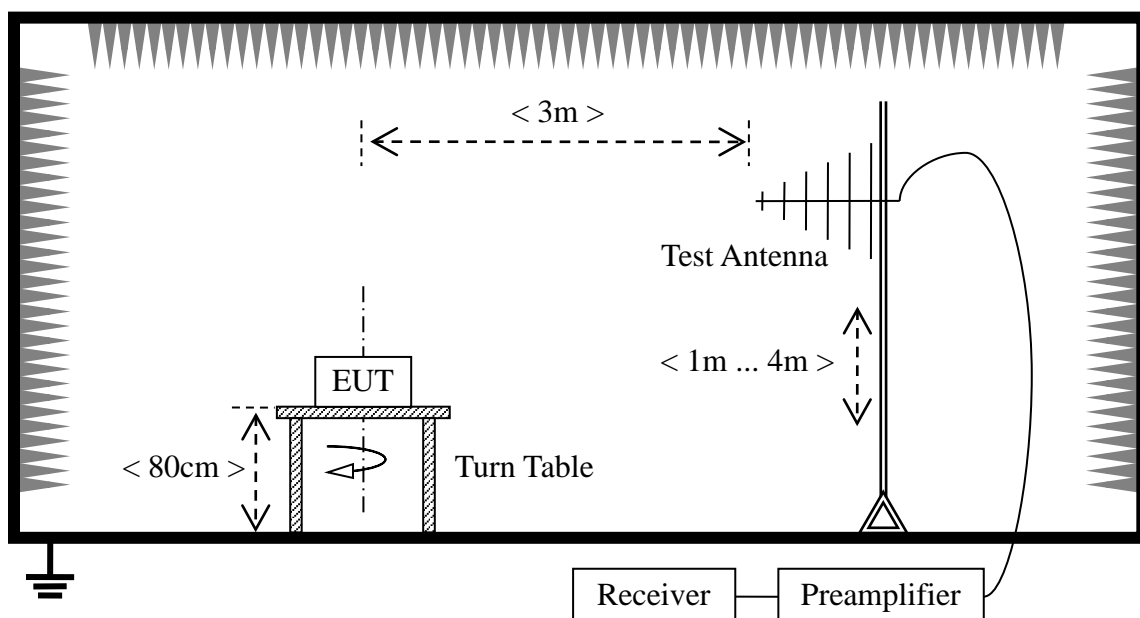 < 3m >
Test Antenna
< 1m ... 4m >
EUT
< 80cm >
Turn Table
Receiver
Preamplifier